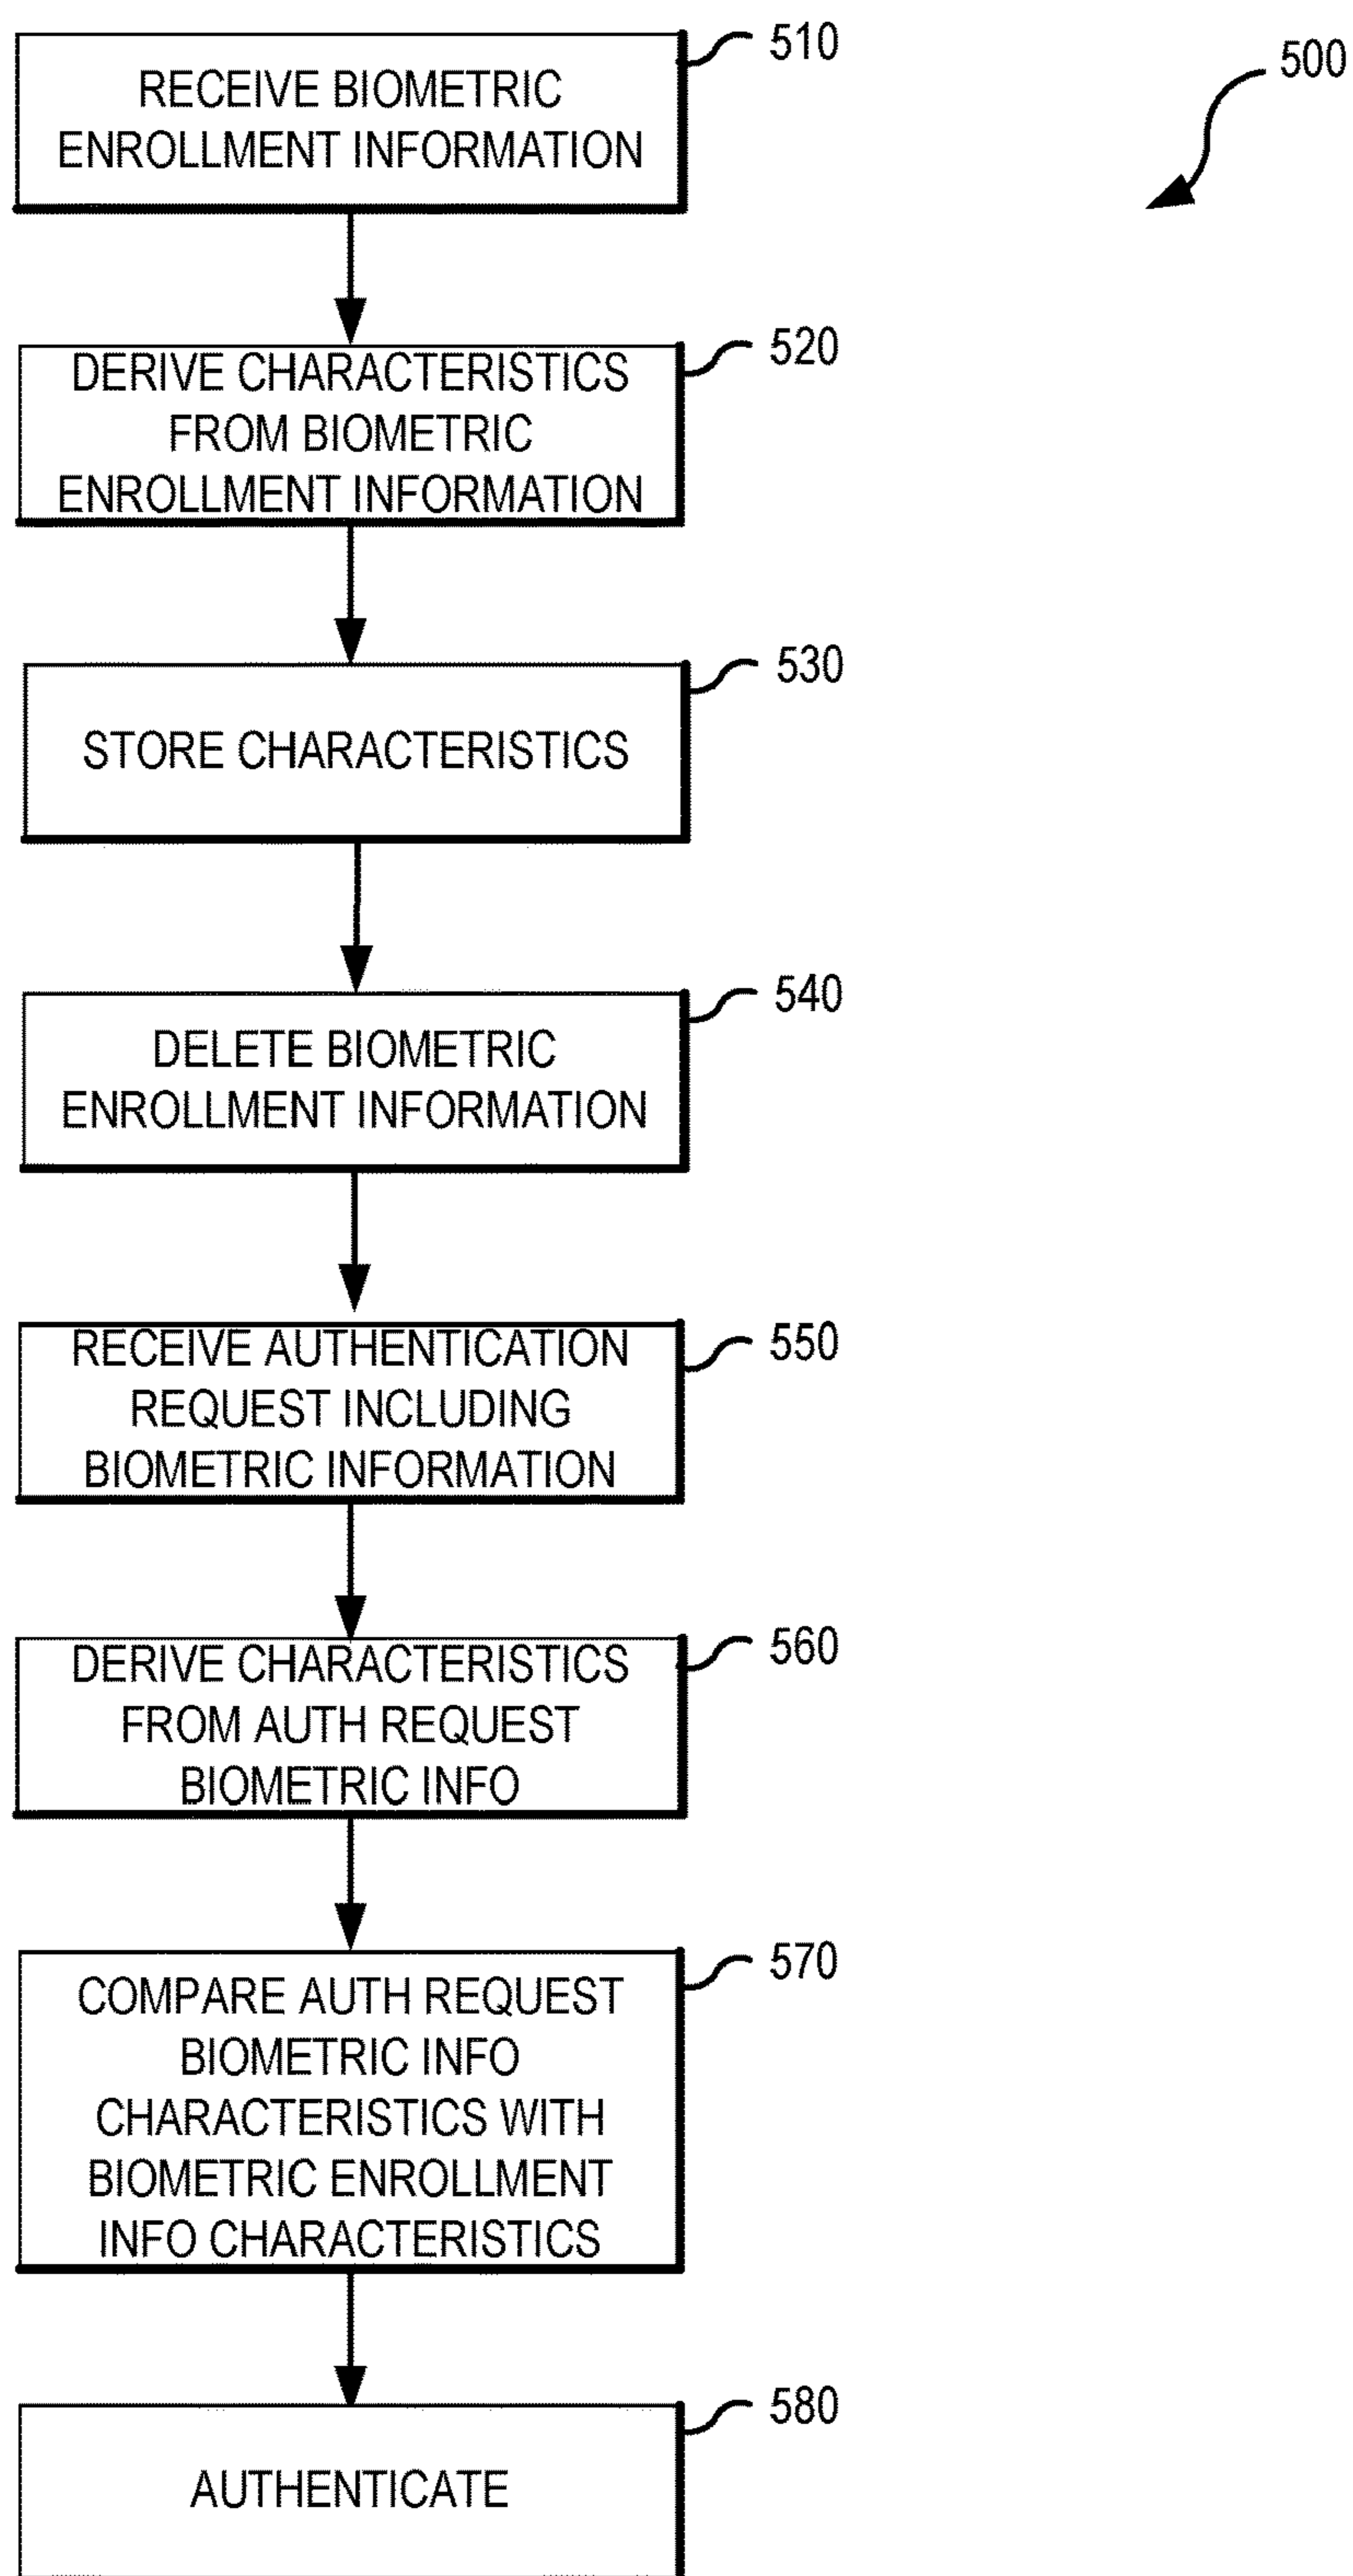 510
500
RECEIVE BIOMETRIC
ENROLLMENT INFORMATION
520
DERIVE CHARACTERISTICS
FROM BIOMETRIC
ENROLLMENT INFORMATION
530
STORE CHARACTERISTICS
540
DELETE BIOMETRIC
ENROLLMENT INFORMATION
550
RECEIVE AUTHENTICATION
REQUEST INCLUDING
BIOMETRIC INFORMATION
560
DERIVE CHARACTERISTICS
FROM AUTH REQUEST
BIOMETRIC INFO
570
COMPARE AUTH REQUEST
BIOMETRIC INFO
CHARACTERISTICS WITH
BIOMETRIC ENROLLMENT
INFO CHARACTERISTICS
580
AUTHENTICATE